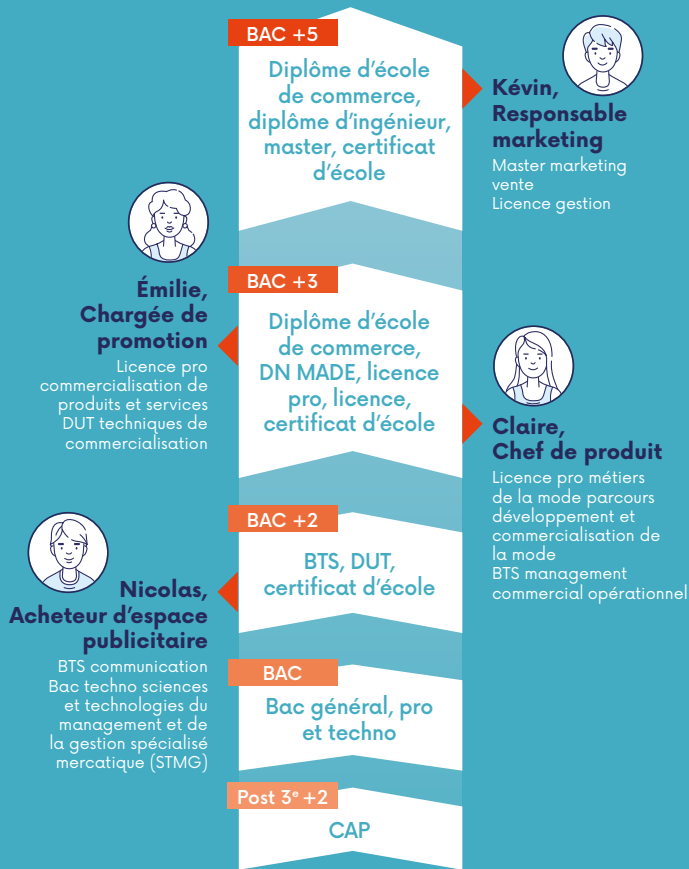 BAC +5
Diplôme d'école
de commerce,
diplôme d'ingénieur,
master, certificat
d'école
Kévin,
Responsable
marketing
Master marketing
vente
Licence gestion
Émilie,
Chargée de
promotion
Licence pro
commercialisation de
produits et services
DUT techniques de
commercialisation
BAC +3
Diplôme d'école
de commerce,
DN MADE, licence
pro, licence,
certificat d'école
Claire,
Chef de produit
Licence pro métiers
de la mode parcours
développement et
commercialisation de
la mode
BTS management
commercial opérationnel
BAC +2
BTS, DUT,
certificat d'école
Nicolas,
Acheteur d'espace
publicitaire
BTS communication
Bac techno sciences
et technologies du
management et de
la gestion spécialisé
mercatique (STMG)
BAC
Bac général, pro
et techno
Post 3e +2
CAP